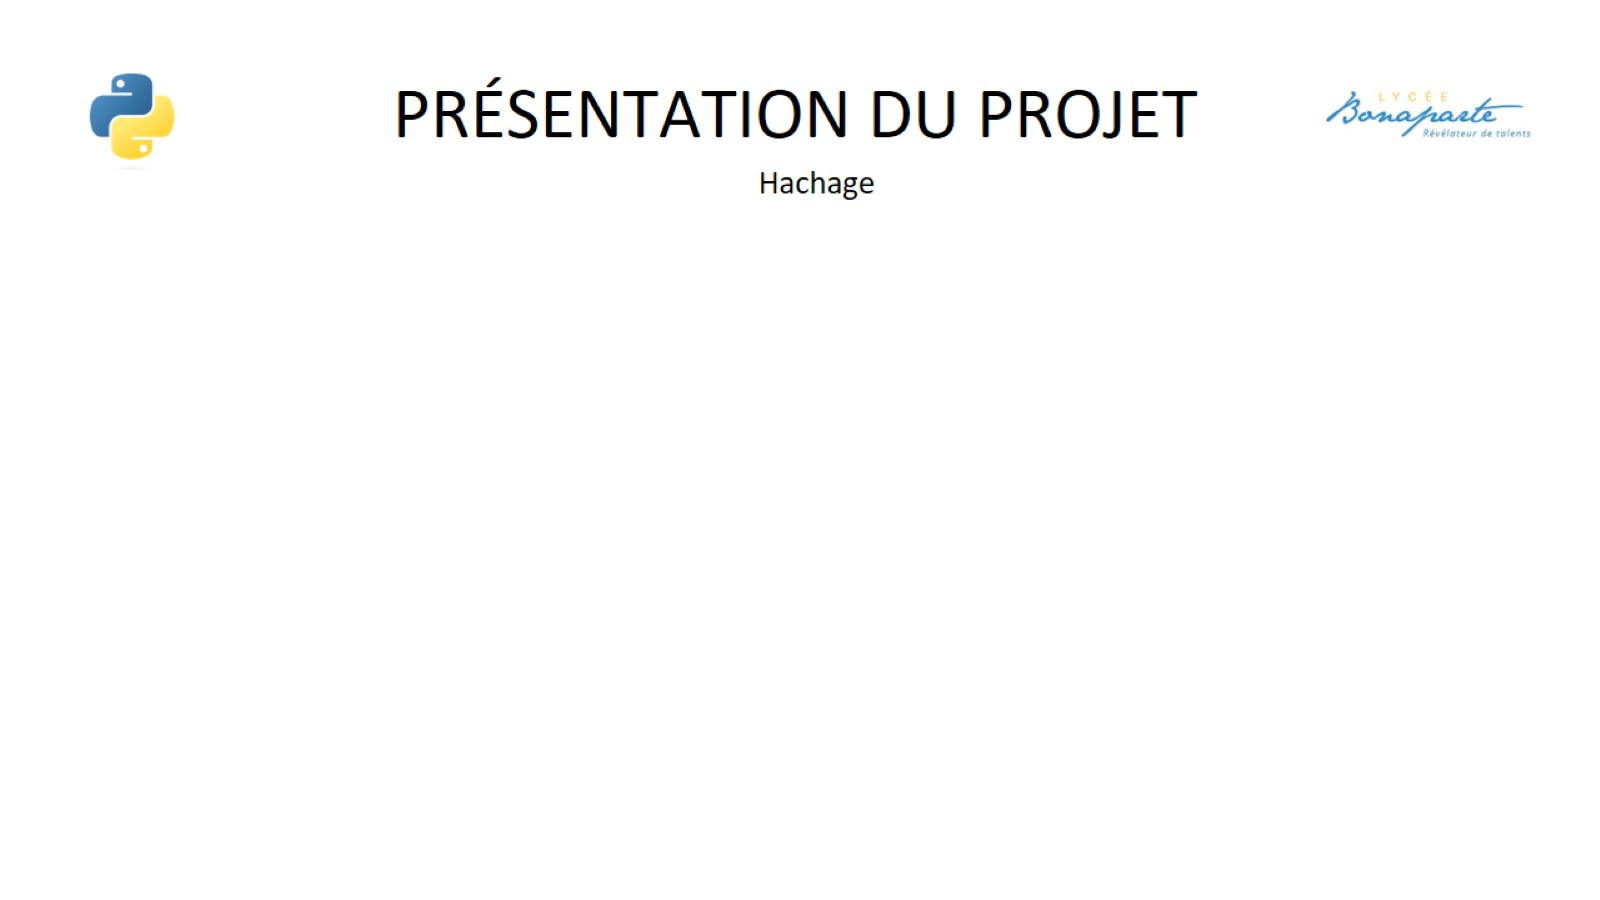 PRÉSENTATION DU PROJET
LYCÉE
Bonaparte
Révélateur de talents
Hachage